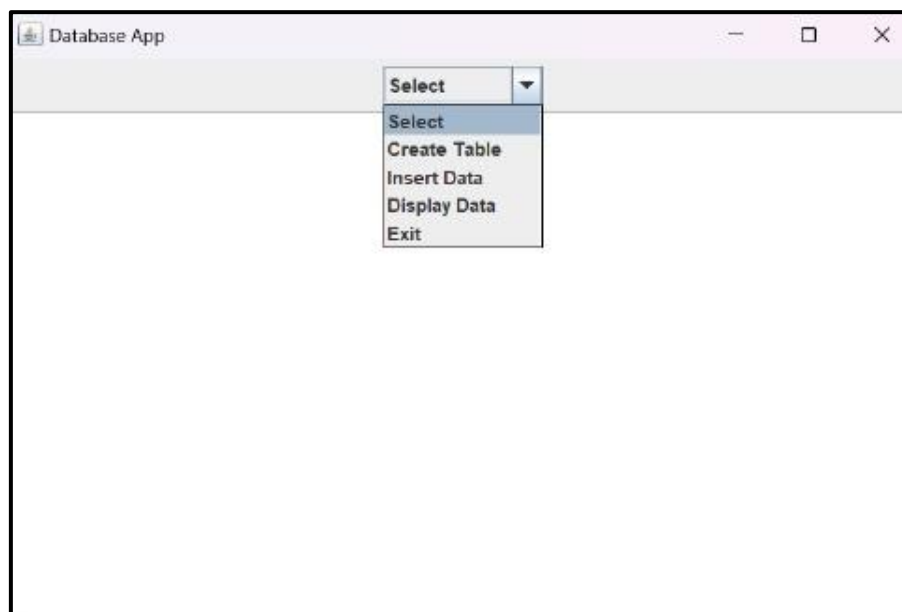 Database App
Select
Select
Create Table
Insert Data
Display Data
Exit